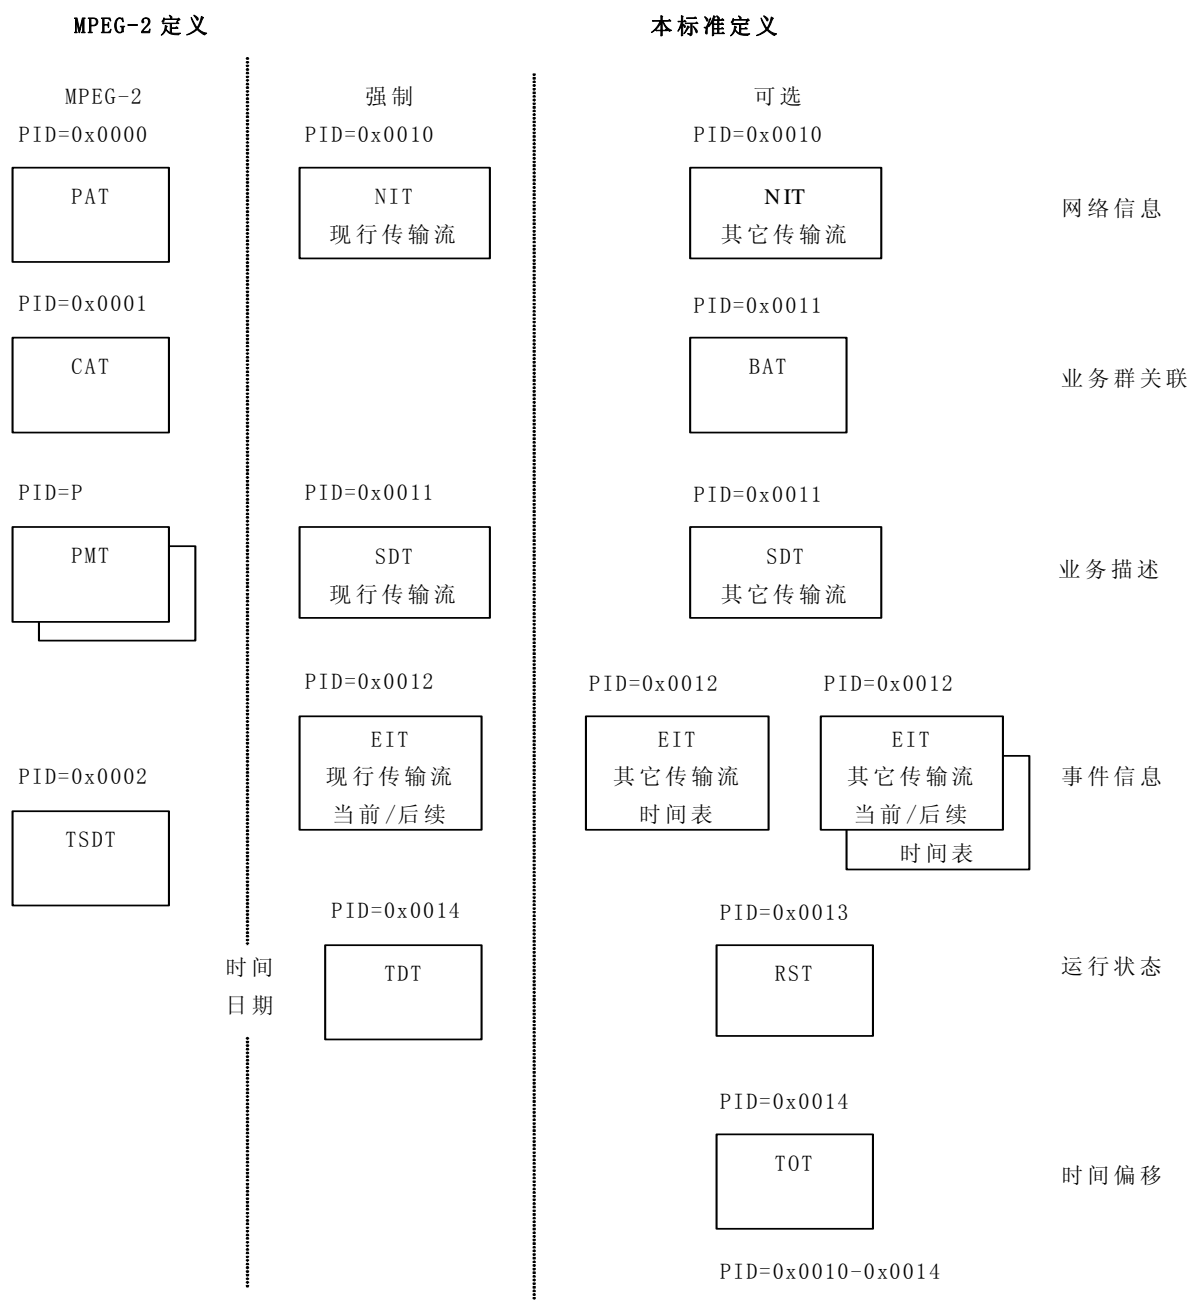 MPEG-2 定义
本标准定义
MPEG-2
强制
可选
PID=0x0000
PID=0x0010
PID=0x0010
PAT
NIT
现行传输流
NIT
其它传输流
网络信息
PID=0x0001
PID=0x0011
CAT
BAT
业务群关联
PID=P
PID=0x0011
PID=0x0011
PMT
SDT
现行传输流
SDT
其它传输流
业务描述
PID=0x0012
PID=0x0012
PID=0x0012
EIT
现行传输流
当前/后续
EIT
其它传输流
时间表
EIT
其它传输流
当前/后续
时间表
事件信息
PID=0x0002
TSDT
PID=0x0014
PID=0x0013
时间
日期
TDT
RST
运行状态
PID=0x0014
TOT
时间偏移
PID=0x0010-0x0014